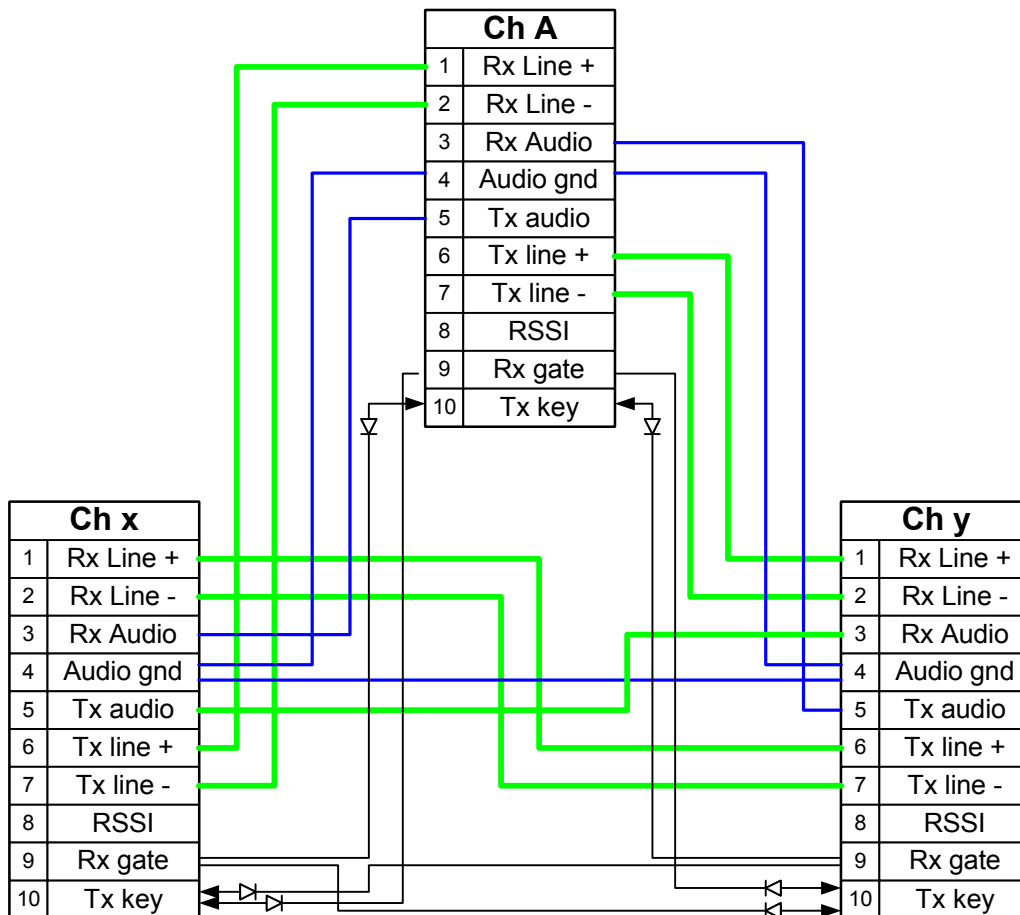 Ch A
1 Rx Line +
2 Rx Line -
3 Rx Audio
4 Audio gnd
5 Tx audio
6 Tx line +
7 Tx line -
8 RSSI
9 Rx gate
10 Tx key
Ch x
1 Rx Line +
2 Rx Line -
3 Rx Audio
4 Audio gnd
5 Tx audio
6 Tx line +
7 Tx line -
8 RSSI
9 Rx gate
10 Tx key
Ch y
1 Rx Line +
2 Rx Line -
3 Rx Audio
4 Audio gnd
5 Tx audio
6 Tx line +
7 Tx line -
8 RSSI
9 Rx gate
10 Tx key